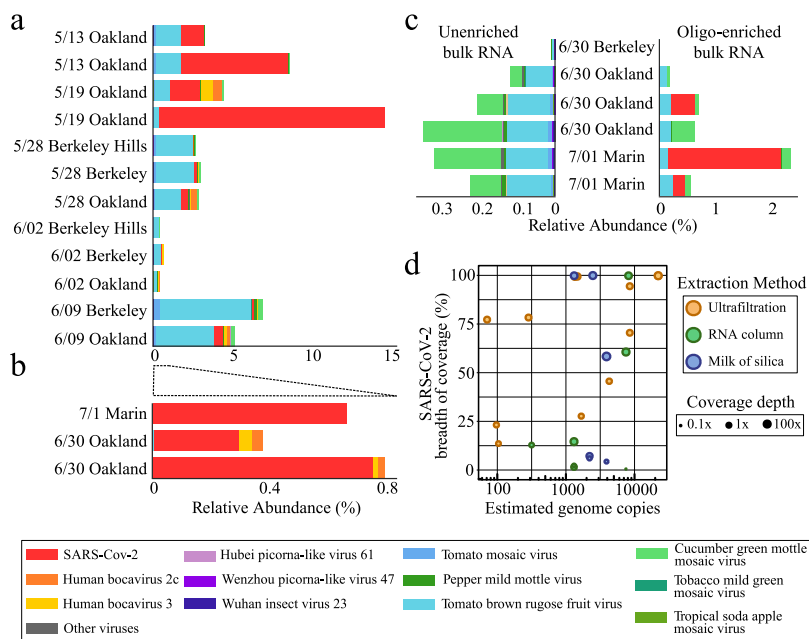 a
5/13 Oakland
5/13 Oakland
5/19 Oakland
5/19 Oakland
5/28 Berkeley Hills
5/28 Berkeley
5/28 Oakland
6/02 Berkeley Hills
6/02 Berkeley
6/02 Oakland
6/09 Berkeley
6/09 Oakland
0 5 10 15
b
7/1 Marin
6/30 Oakland
6/30 Oakland
0 0.4 0.8
Relative Abundance (%)
c
Unenriched bulk RNA
Oligo-enriched bulk RNA
6/30 Berkeley
6/30 Oakland
6/30 Oakland
6/30 Oakland
7/01 Marin
7/01 Marin
0.3 0.2 0.1 0
0 1 2
Relative Abundance (%)
d
SARS-CoV-2
breadth of coverage (%)
100
75
50
25
0
100 1000 10000
Estimated genome copies
Extraction Method
Ultrafiltration
RNA column
Milk of silica
Coverage depth
0.1x 1x 100x
SARS-Cov-2
Human bocavirus 2c
Human bocavirus 3
Other viruses
Hubei picorna-like virus 61
Wenzhou picorna-like virus 47
Wuhan insect virus 23
Tomato mosaic virus
Pepper mild mottle virus
Tomato brown rugose fruit virus
Cucumber green mottle
mosaic virus
Tobacco mild green
mosaic virus
Tropical soda apple
mosaic virus